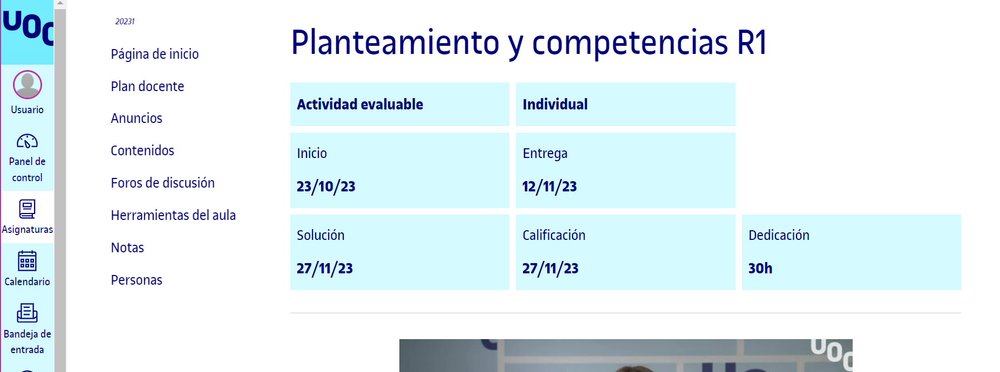 UOC
Usuario
Panel de
control
Asignaturas
Calendario
Bandeja de
entrada
20231
Página de inicio
Plan docente
Anuncios
Contenidos
Foros de discusión
Herramientas del aula
Notas
Personas
Planteamiento y competencias R1
Actividad evaluable
Individual
Inicio
23/10/23
Entrega
12/11/23
Solución
27/11/23
Calificación
27/11/23
Dedicación
30h
UOC